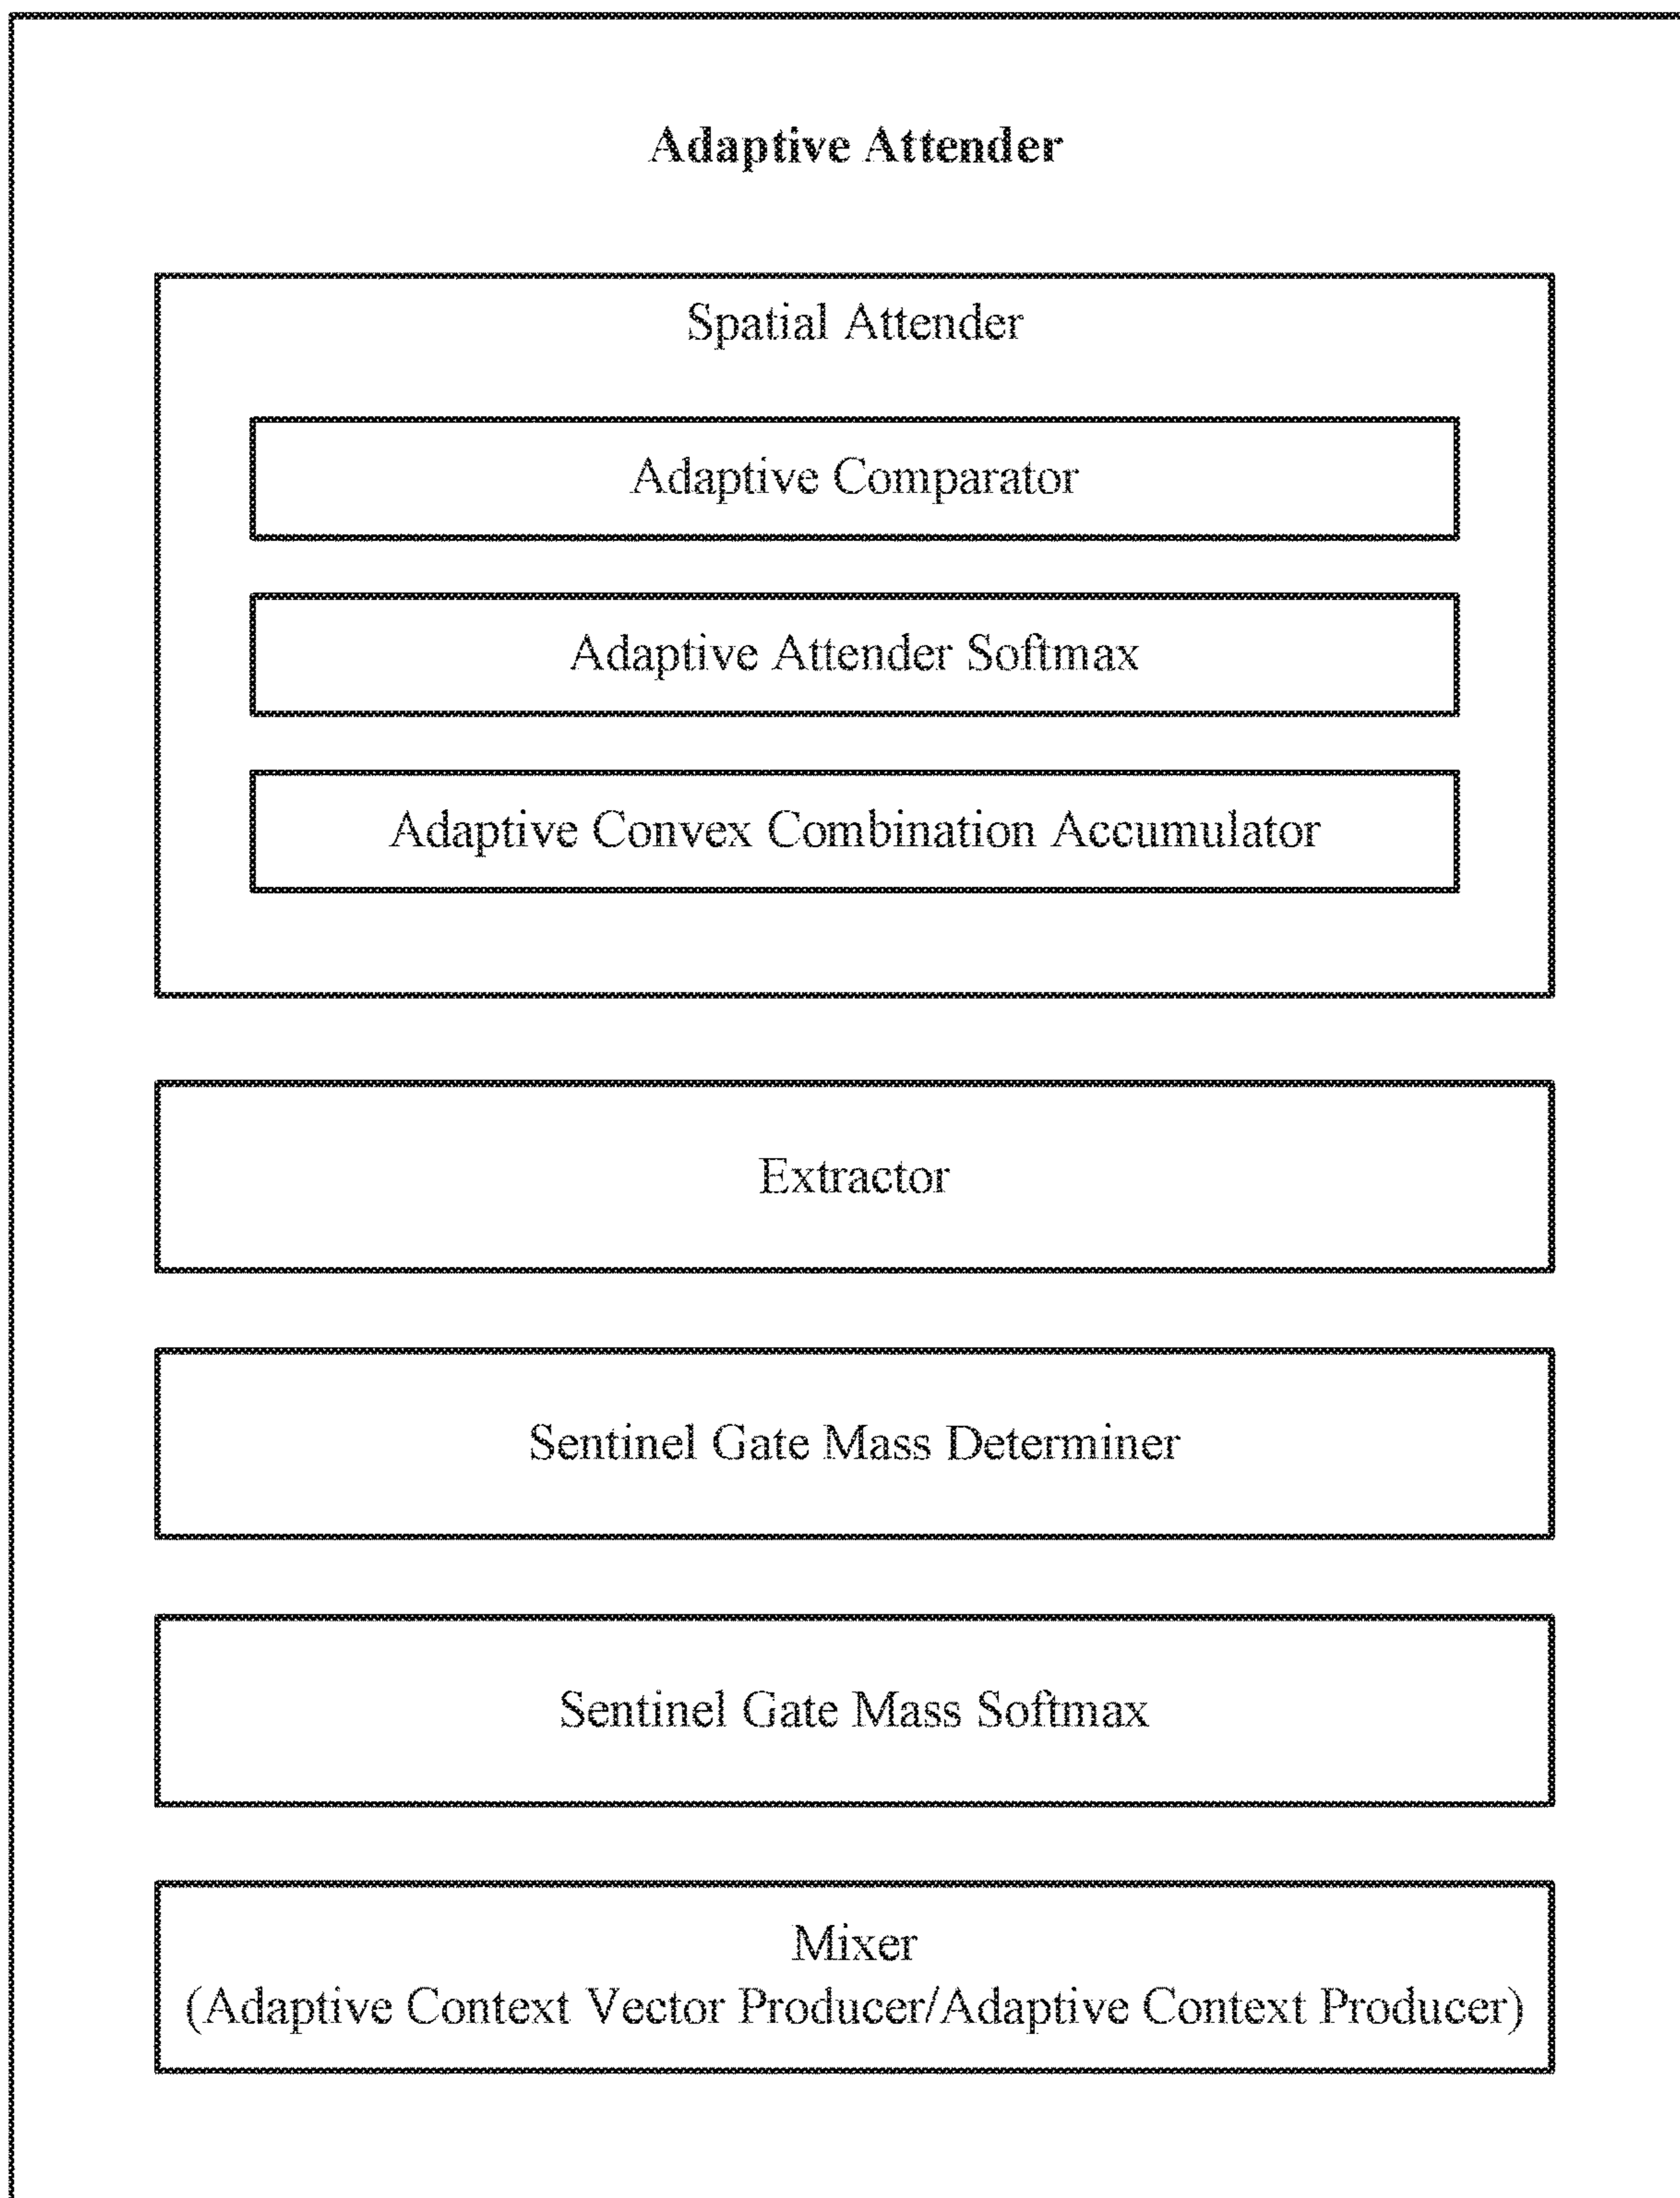 Adaptive Attender
Spatial Attender
Adaptive Comparator
Adaptive Attender Softmax
Adaptive Convex Combination Accumulator
Extractor
Sentinel Gate Mass Determiner
Sentinel Gate Mass Softmax
Mixer
(Adaptive Context Vector Producer/Adaptive Context Producer)